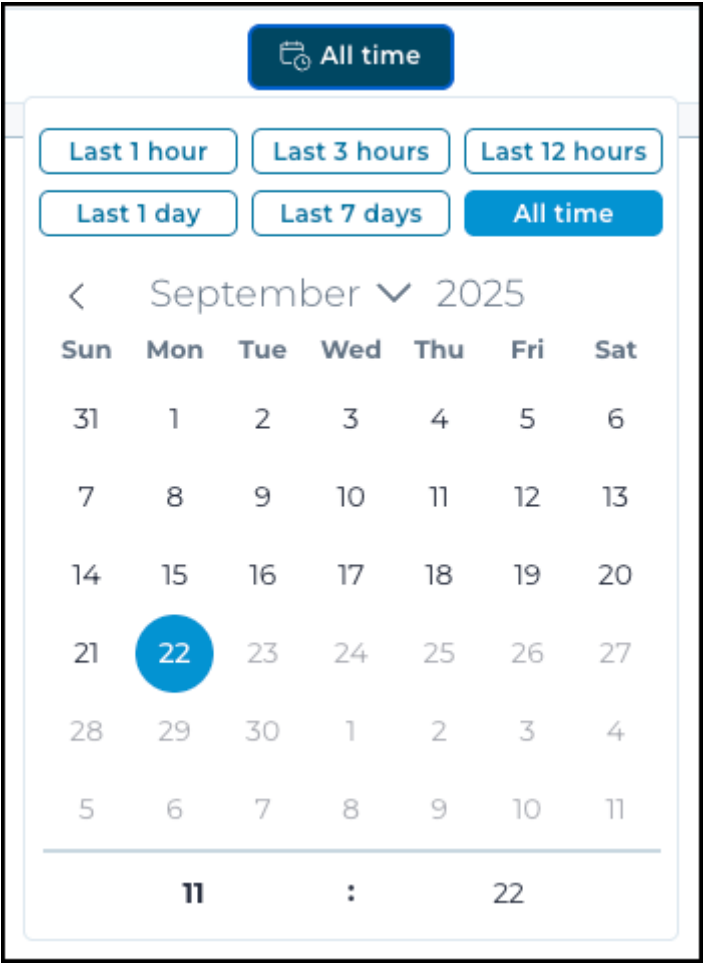 All time
Last 1 hour Last 3 hours Last 12 hours
Last 1 day Last 7 days All time
September 2025
Sun Mon Tue Wed Thu Fri Sat
31 1 2 3 4 5 6
7 8 9 10 11 12 13
14 15 16 17 18 19 20
21 22 23 24 25 26 27
28 29 30 1 2 3 4
5 6 7 8 9 10 11
11 : 22